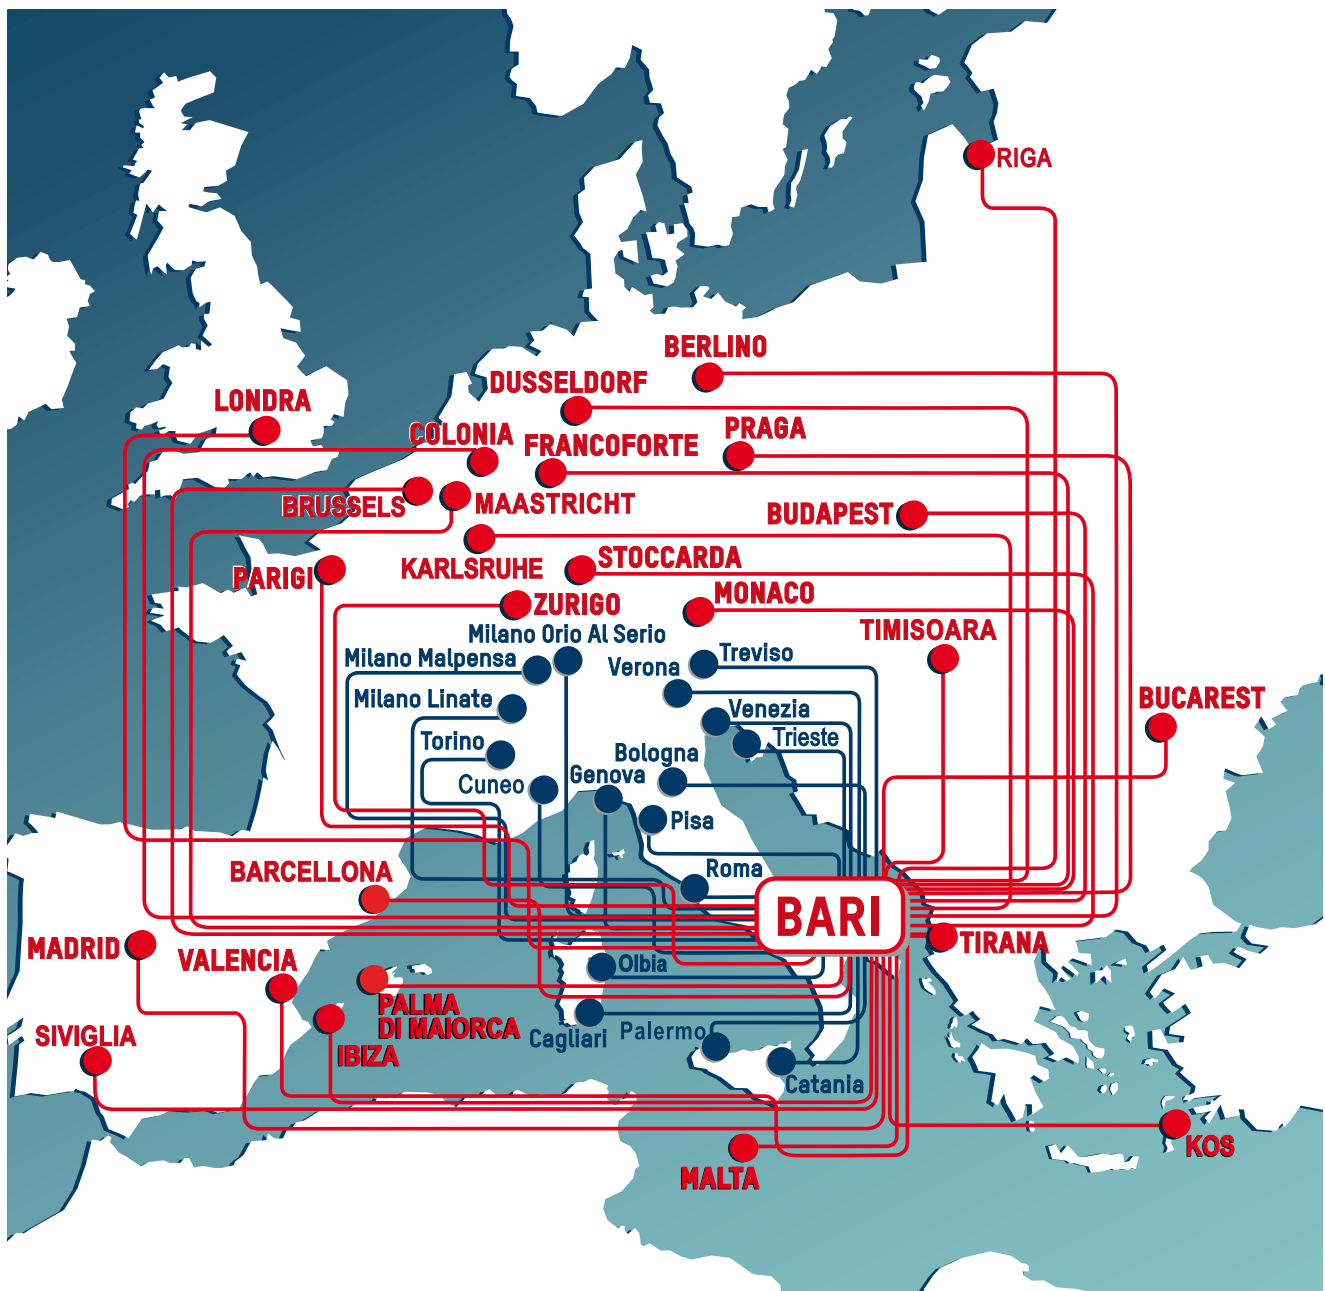 RIGA
BERLINO
DUSSELDORF
LONDRA
COLONIA
FRANCOFORTE
PRAGA
BRUSSELS
MAASTRICHT
BUDAPEST
KARLSRUHE
STOCCARDA
PARIGI
ZURIGO
MONACO
TIMISOARA
Milano Orio Al Serio
Milano Malpensa
Verona
Treviso
Milano Linate
BUCAREST
Venezia
Torino
Trieste
Bologna
Cuneo
Genova
Pisa
BARCELLONA
Roma
BARI
MADRID
VALENCIA
Olbia
TIRANA
PALMA
DI MAIORCA
SIVIGLIA
IBIZA
Cagliari
Palermo
Catania
MALTA
KOS